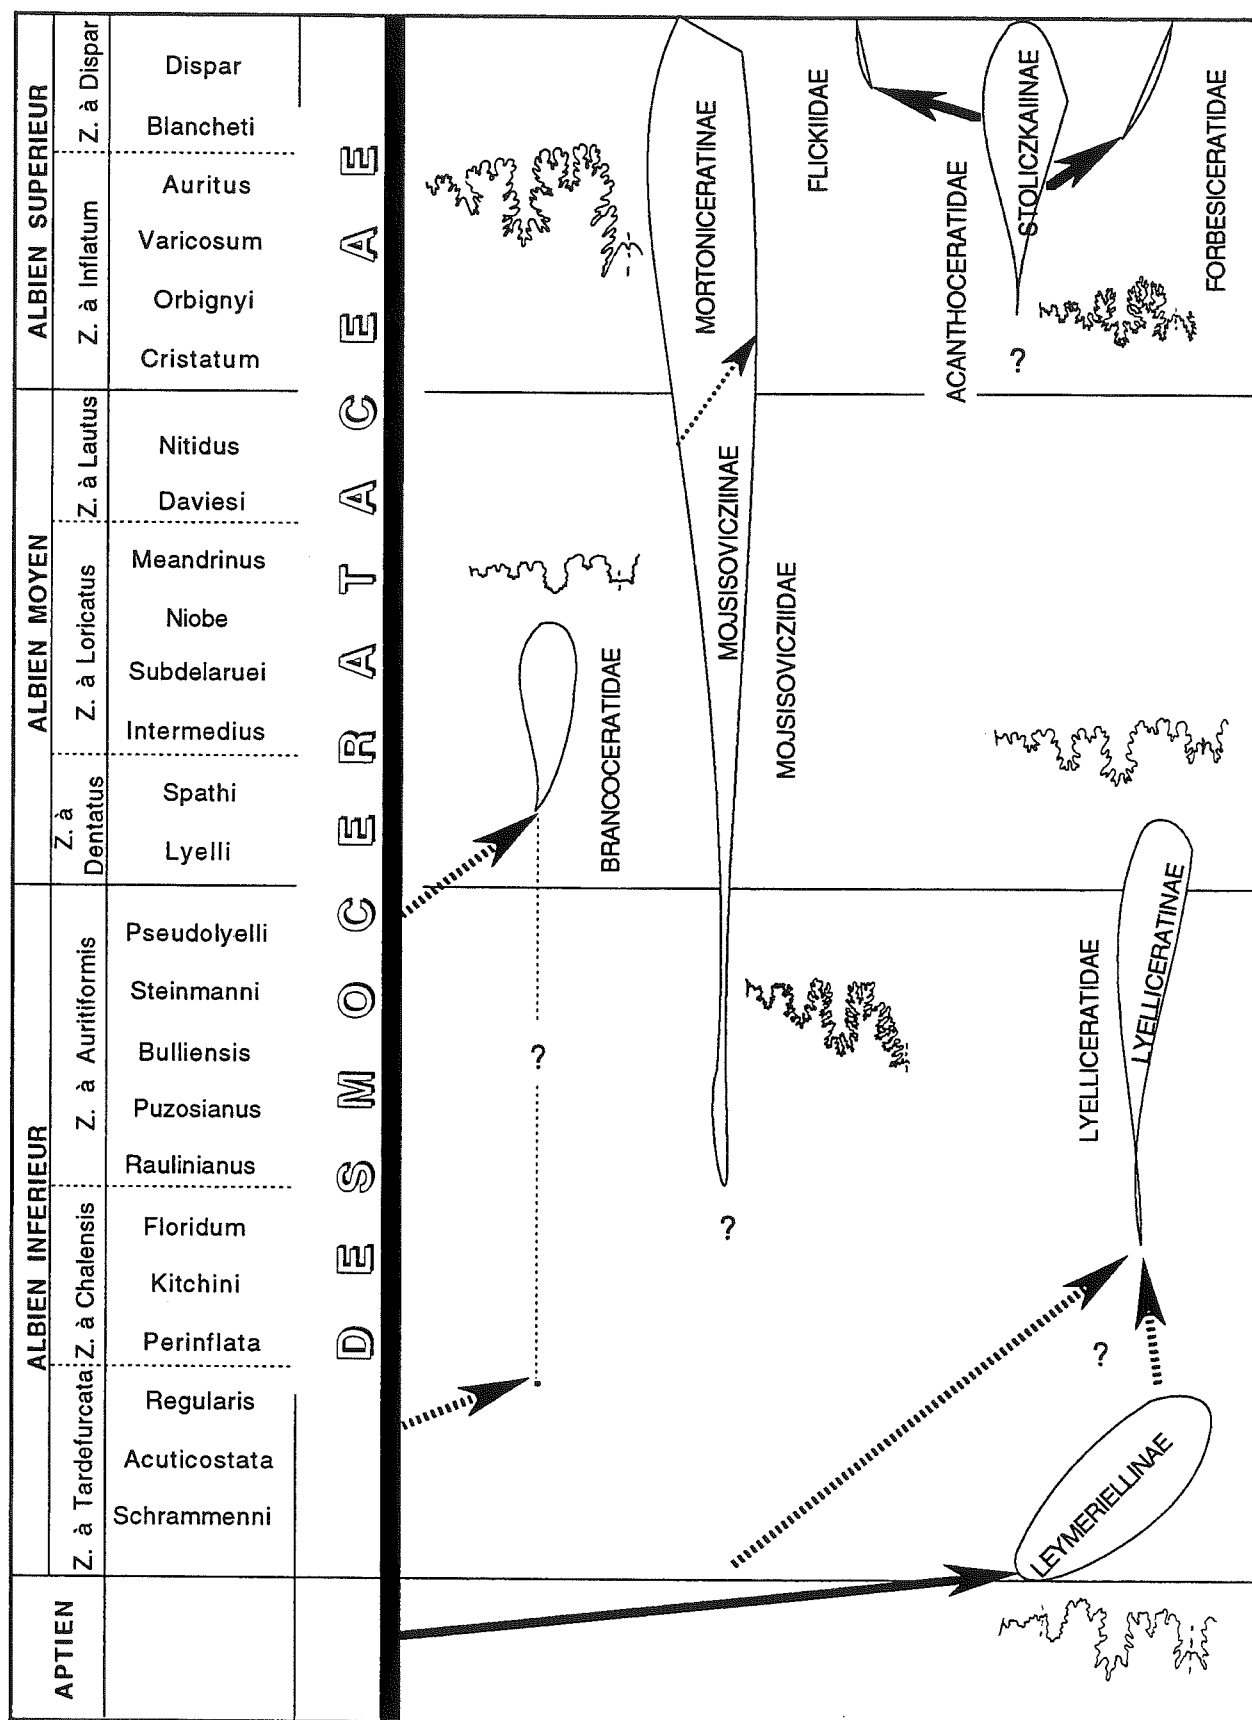 ALBIEN SUPERIEUR
ALBIEN MOYEN
ALBIEN INFERIEUR
APTIEN
Z. à Dispar
Z. à Inflatum
Z. à Lautus
Z. à Loricatus
Z. à
Dentatus
Z. à Auritiformis
Z. à Chalensis
Z. à Tardefurcata
Dispar
Blancheti
Auritus
Varicosum
Orbignyi
Cristatum
Nitidus
Daviesi
Meandrinus
Niobe
Subdelaruei
Intermedius
Spathi
Lyelli
Pseudolyelli
Steinmanni
Bulliensis
Puzosianus
Raulinianus
Floridum
Kitchini
Perinflata
Regularis
Acuticostata
Schrammenni
DESMOCERATACEAE
BRANCOCERATIDAE
?
MORTONICERATINAE
MOJSISOVICZIINAE
MOJSISOVICZIIDAE
?
FLICKIIDAE
ACANTHOCERATIDAE
STOLICZKAIINAE
FORBESICERATIDAE
?
LYELLICERATIDAE
LYELLICERATINAE
?
LEYMERIELLINAE